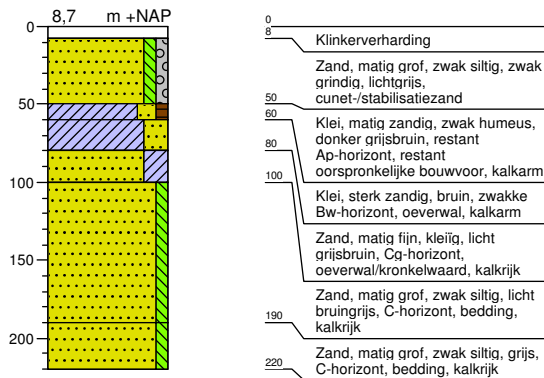 8,7 m +NAP
0
50
100
150
200
0
8
Klinkerverharding
Zand, matig grof, zwak siltig, zwak
grindig, lichtgrijs,
cunet-/stabilisatiezand
50
60
Klei, matig zandig, zwak humeus,
donker grijsbruin, restant
Ap-horizont, restant
oorspronkelijke bouwvoor, kalkarm
80
Klei, sterk zandig, bruin, zwakke
Bw-horizont, oeverwal, kalkarm
100
Zand, matig fijn, kleiïg, licht
grijsbruin, Cg-horizont,
oeverwal/kronkelwaard, kalkrijk
Zand, matig grof, zwak siltig, licht
bruingrijs, C-horizont, bedding,
kalkrijk
190
Zand, matig grof, zwak siltig, grijs,
C-horizont, bedding, kalkrijk
220